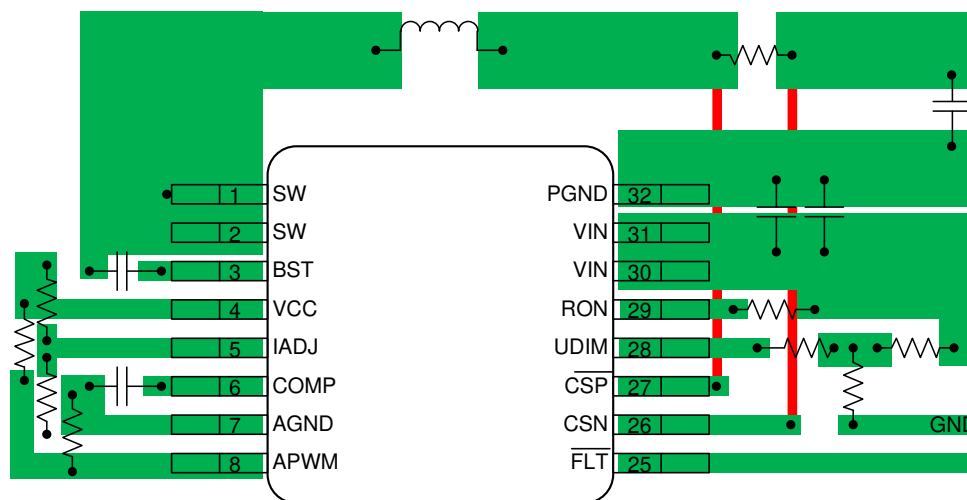 1 SW PGND 32
2 SW VIN 31
3 BST VIN 30
4 VCC RON 29
5 IADJ UDIM 28
6 COMP CSP 27
7 AGND CSN 26 GND
8 APWM FLT 25